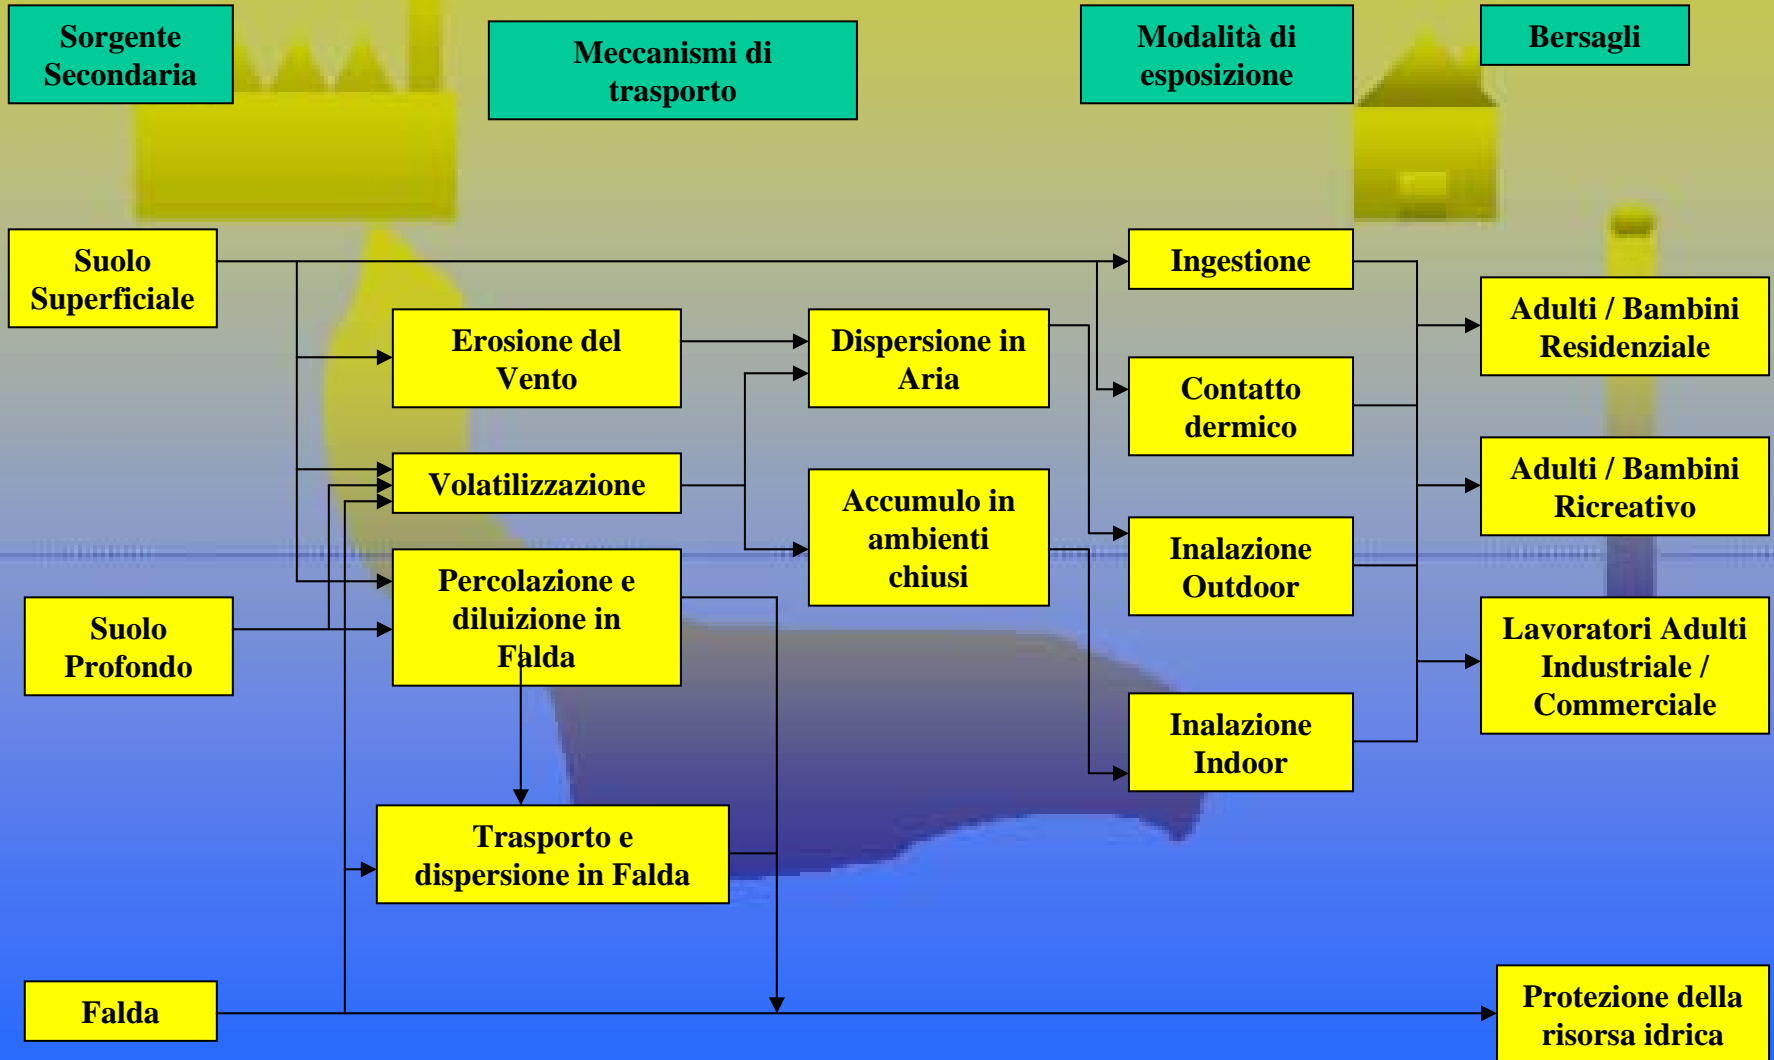 Sorgente
Secondaria
Meccanismi di
trasporto
Modalità di
esposizione
Bersagli
Suolo
Superficiale
Erosione del
Vento
Dispersione in
Aria
Ingestione
Adulti / Bambini
Residenziale
Contatto
dermico
Volatilizzazione
Accumulo in
ambienti
chiusi
Adulti / Bambini
Ricreativo
Suolo
Profondo
Percolazione e
diluizione in
Falda
Inalazione
Outdoor
Lavoratori Adulti
Industriale /
Commerciale
Inalazione
Indoor
Trasporto e
dispersione in Falda
Falda
Protezione della
risorsa idrica